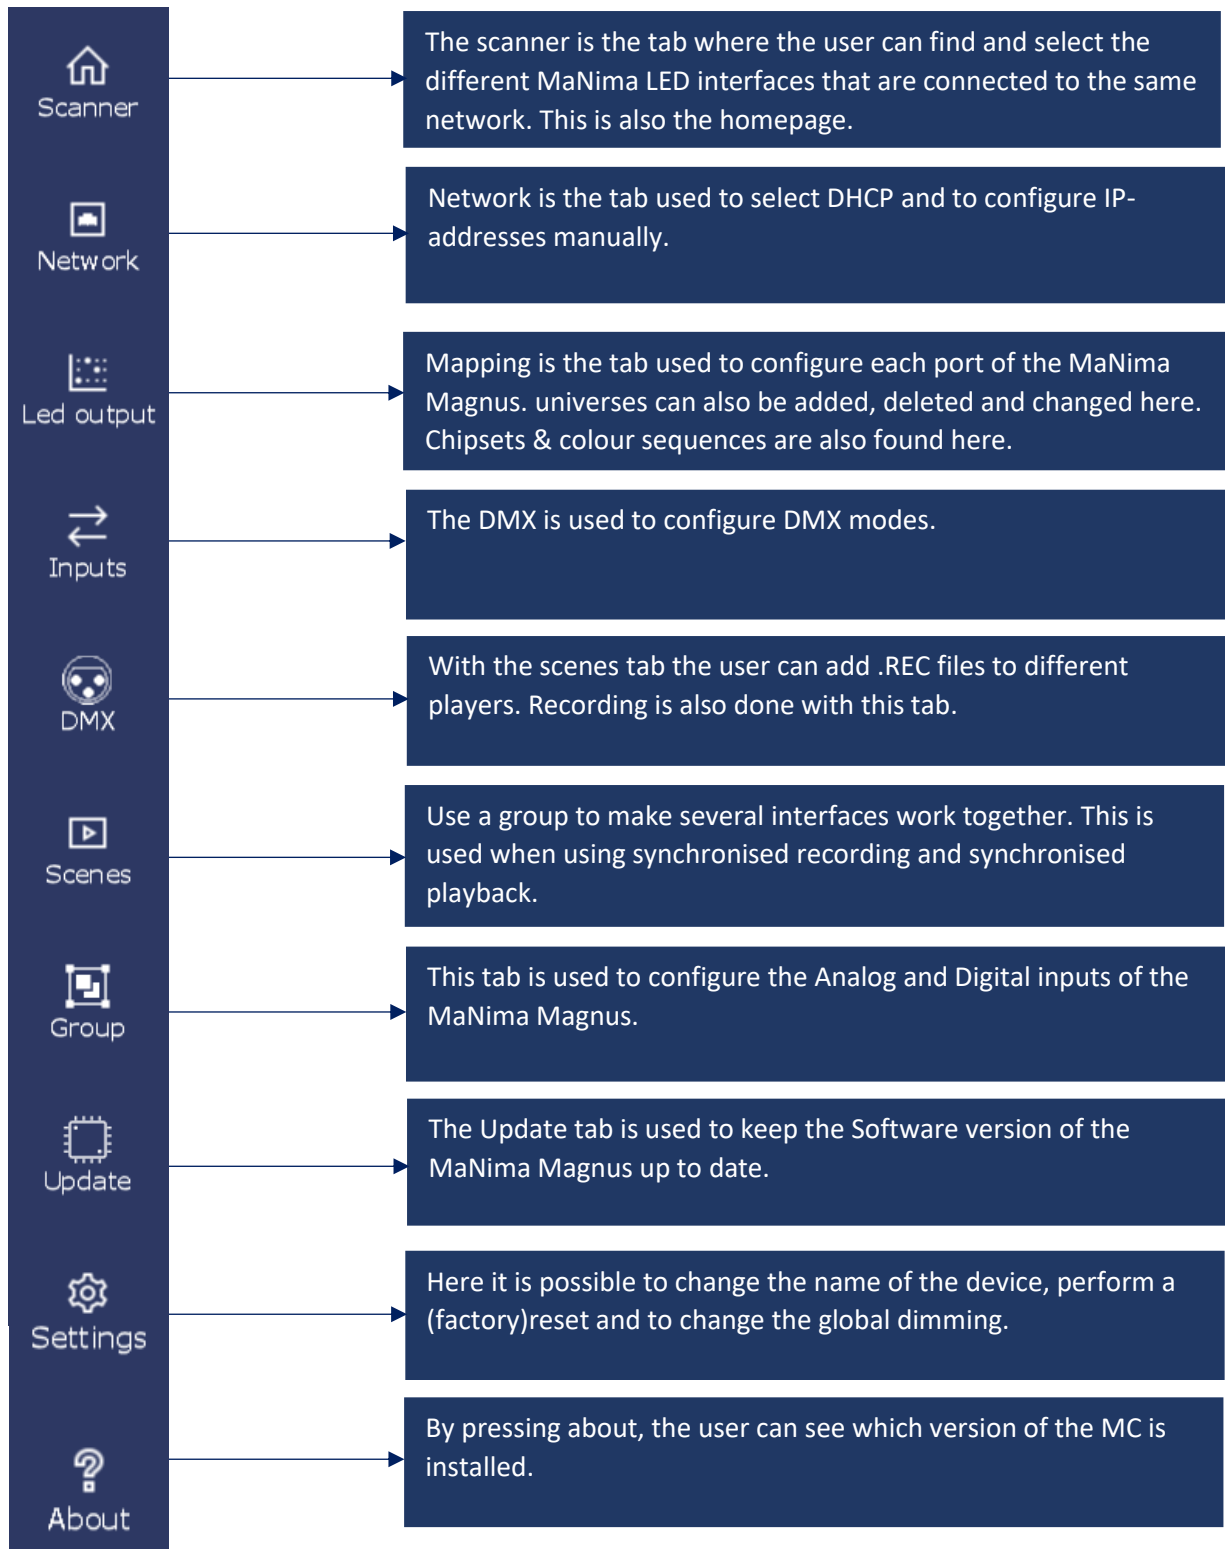 Scanner
The scanner is the tab where the user can find and select the
different MaNima LED interfaces that are connected to the same
network. This is also the homepage.
Network
Network is the tab used to select DHCP and to configure IP-
addresses manually.
Led output
Mapping is the tab used to configure each port of the MaNima
Magnus. universes can also be added, deleted and changed here.
Chipsets & colour sequences are also found here.
Inputs
The DMX is used to configure DMX modes.
DMX
With the scenes tab the user can add .REC files to different
players. Recording is also done with this tab.
Scenes
Use a group to make several interfaces work together. This is
used when using synchronised recording and synchronised
playback.
Group
This tab is used to configure the Analog and Digital inputs of the
MaNima Magnus.
Update
The Update tab is used to keep the Software version of the
MaNima Magnus up to date.
Settings
Here it is possible to change the name of the device, perform a
(factory)reset and to change the global dimming.
About
By pressing about, the user can see which version of the MC is
installed.